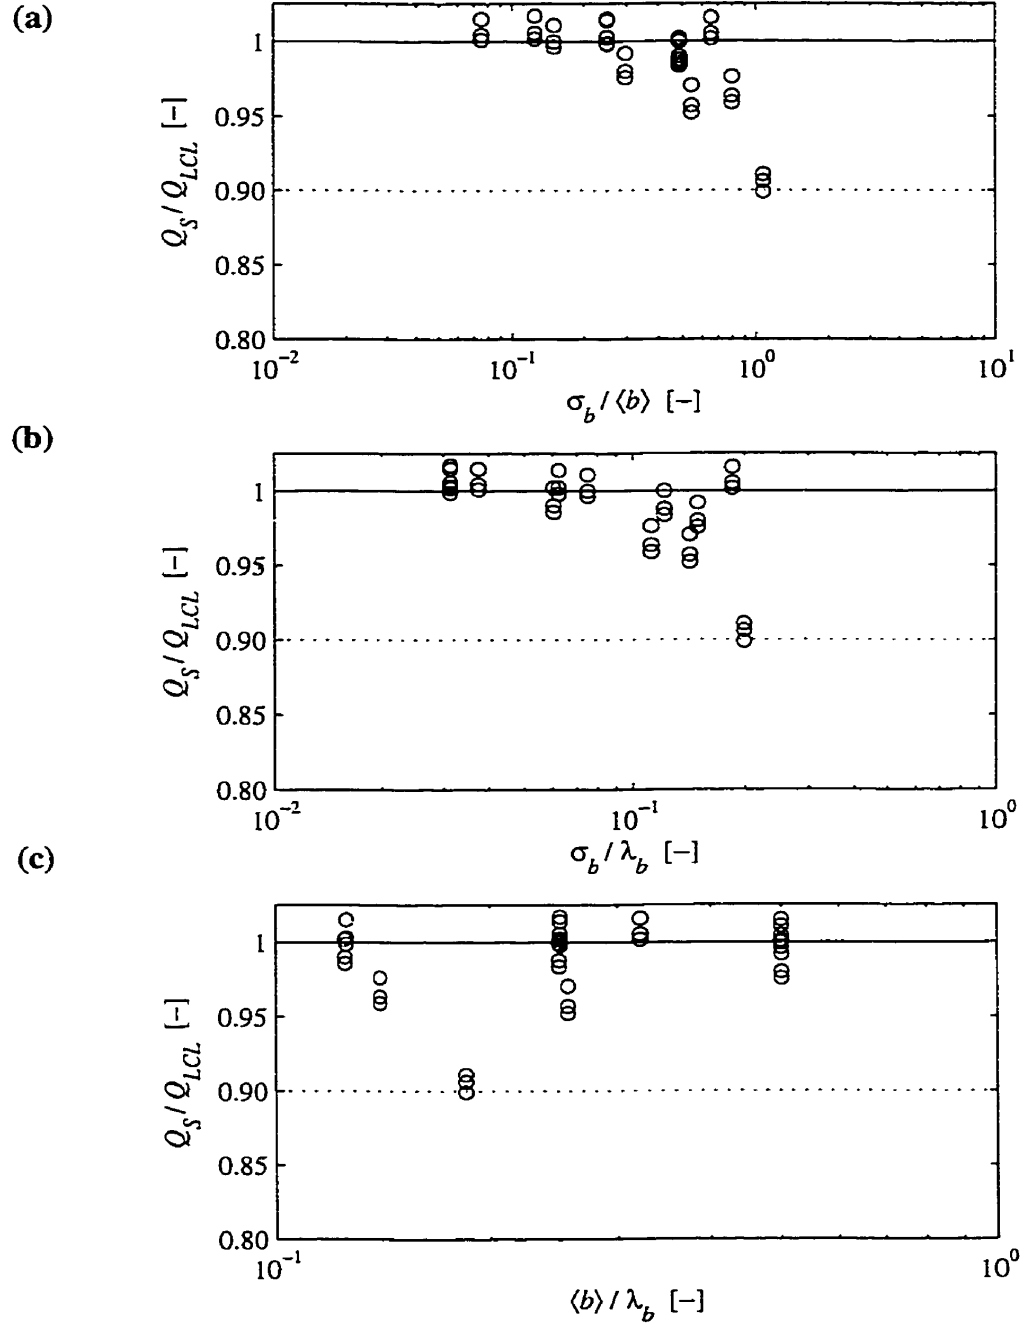 (a)
1
0.95
0.90
0.85
0.80
Q_S / Q_LCL [-]
10^-2
10^-1
10^0
10^1
σ_b / ⟨b⟩ [-]
(b)
1
0.95
0.90
0.85
0.80
Q_S / Q_LCL [-]
10^-2
10^-1
10^0
σ_b / λ_b [-]
(c)
1
0.95
0.90
0.85
0.80
Q_S / Q_LCL [-]
10^-1
10^0
⟨b⟩ / λ_b [-]